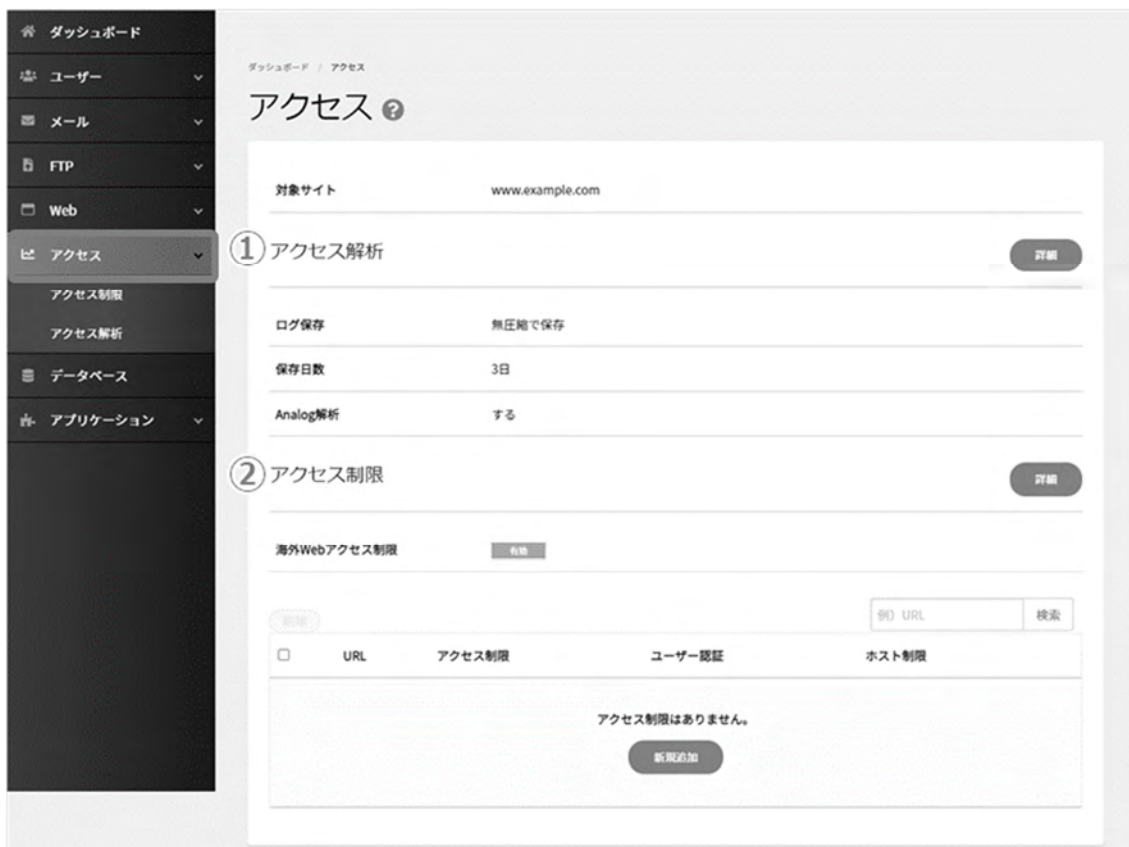 ダッシュボード
ユーザー
メール
FTP
Web
アクセス
アクセス制限
アクセス解析
データベース
アプリケーション
ダッシュボード / アクセス
アクセス ?
対象サイト www.example.com
① アクセス解析 詳細
ログ保存 無圧縮で保存
保存日数 3日
Analog解析 する
② アクセス制限 詳細
海外Webアクセス制限 有効
削除
例）URL 検索
URL アクセス制限 ユーザー認証 ホスト制限
アクセス制限はありません。
新規追加